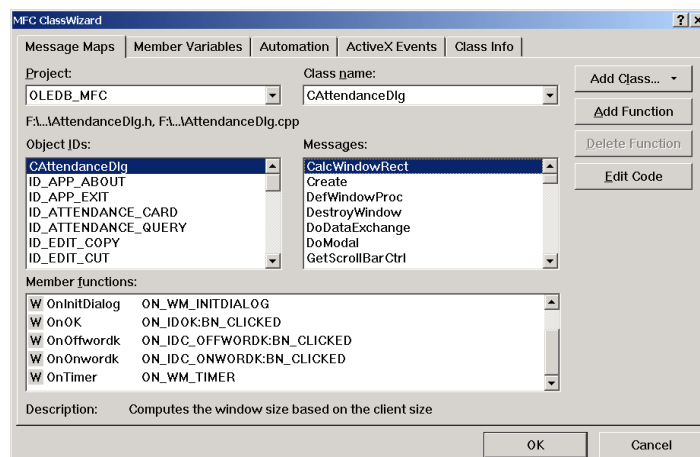 MFC ClassWizard
Message Maps Member Variables Automation ActiveX Events Class Info
Project: Class name:
OLEDB_MFC CAttendanceDlg
Add Class...
Add Function
F:\...\AttendanceDlg.h, F:\...\AttendanceDlg.cpp
Object IDs: Messages:
Delete Function
CAttendanceDlg CalcWindowRect
Edit Code
ID_APP_ABOUT Create
ID_APP_EXIT DefWindowProc
ID_ATTENDANCE_CARD DestroyWindow
ID_ATTENDANCE_QUERY DoDataExchange
ID_EDIT_COPY DoModal
ID_EDIT_CUT GetScrollBarCtrl
Member functions:
W OnInitDialog ON_WM_INITDIALOG
W OnOK ON_IDOK:BN_CLICKED
W OnOffwordk ON_IDC_OFFWORDK:BN_CLICKED
W OnOnwordk ON_IDC_ONWORDK:BN_CLICKED
W OnTimer ON_WM_TIMER
Description: Computes the window size based on the client size
OK Cancel